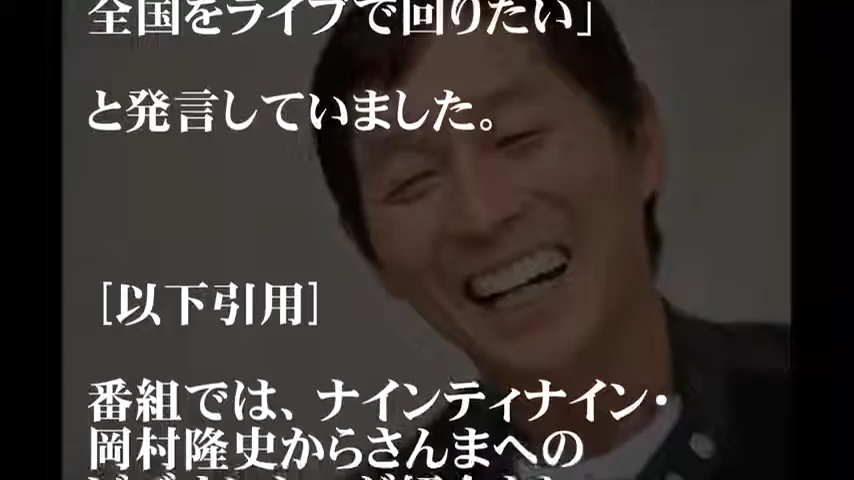 全国をライブで回りたい」
と発言していました。
［以下引用］
番組では、ナインティナイン・
岡村隆史からさんまへの